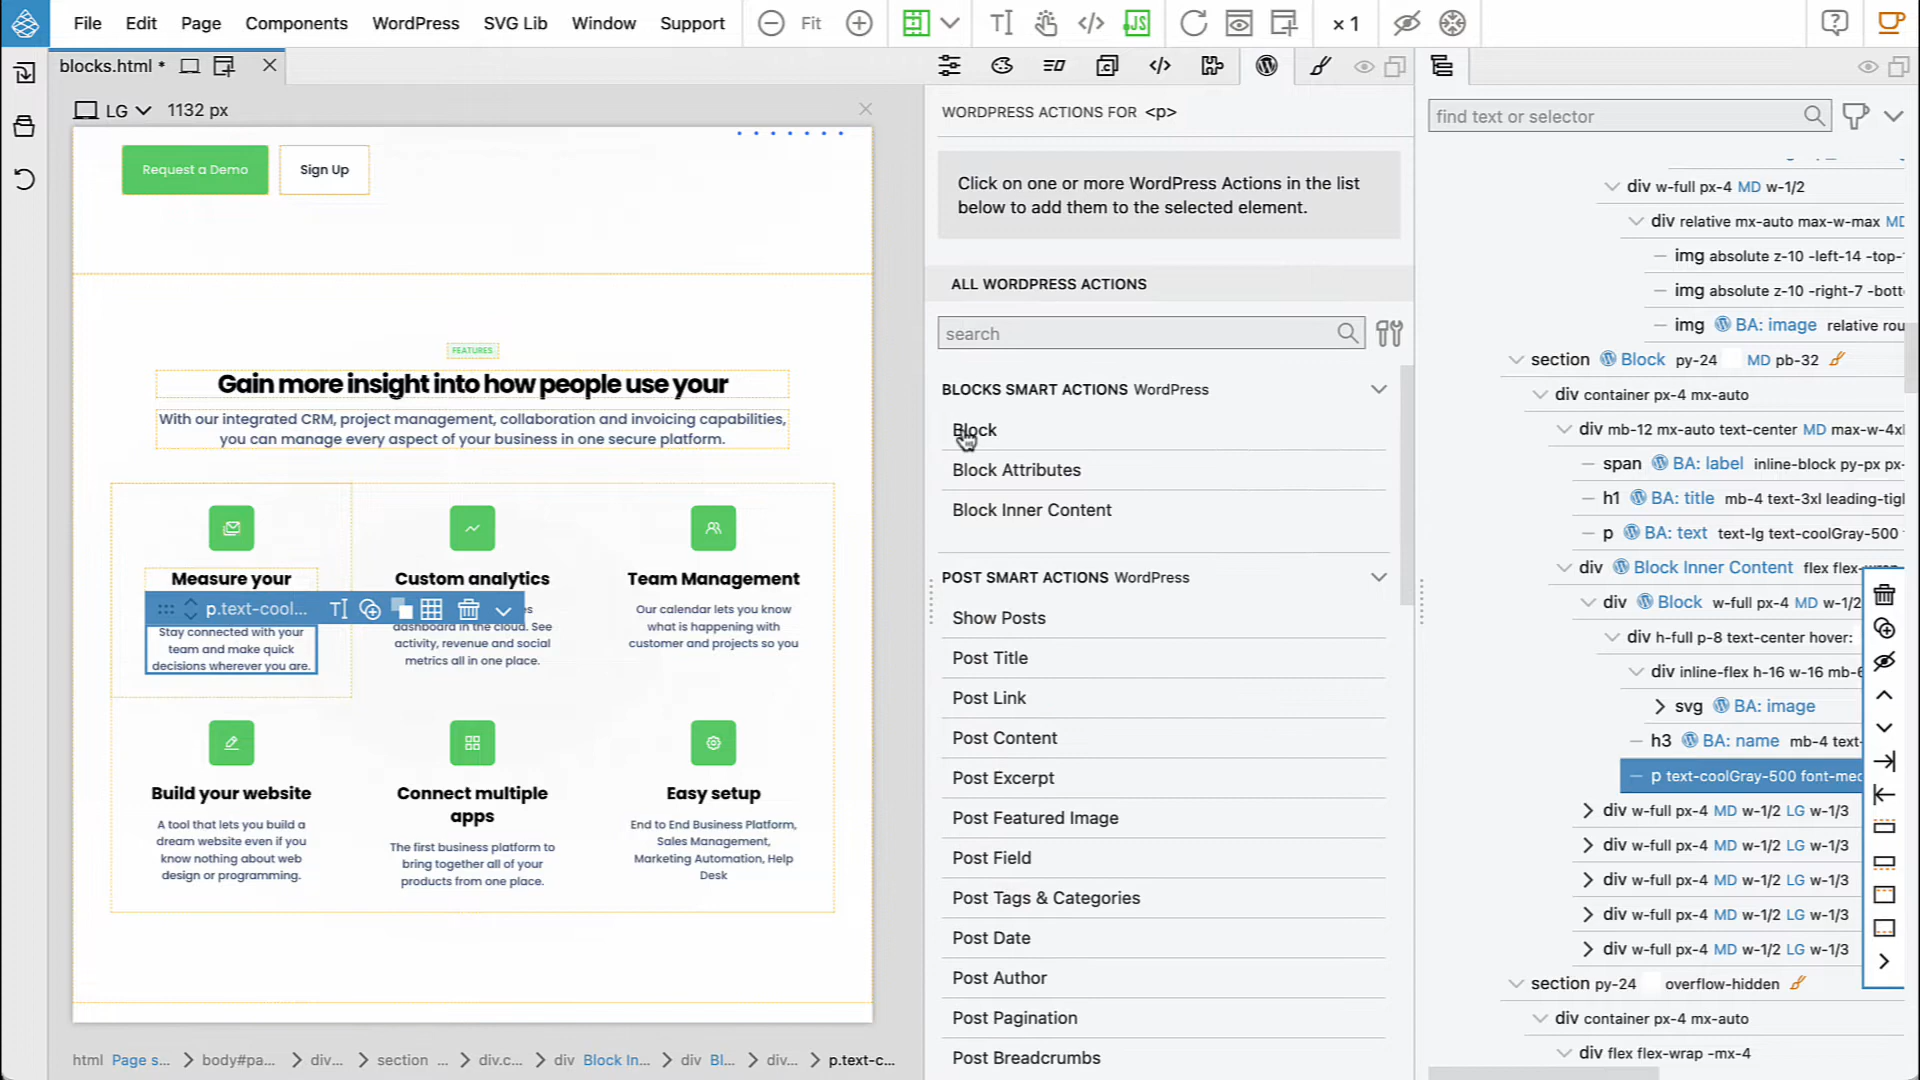 File Edit Page Components WordPress SVG Lib Window Support Fit JS × 1
blocks.html *
LG 1132 px
Request a Demo Sign Up
FEATURES
Gain more insight into how people use your
With our integrated CRM, project management, collaboration and invoicing capabilities,
you can manage every aspect of your business in one secure platform.
Measure your
p.text-cool...
Stay connected with your
team and make quick
decisions wherever you are.
Custom analytics
dashboard in the cloud. See
activity, revenue and social
metrics all in one place.
Team Management
Our calendar lets you know
what is happening with
customer and projects so you
Build your website
A tool that lets you build a
dream website even if you
know nothing about web
design or programming.
Connect multiple
apps
The first business platform to
bring together all of your
products from one place.
Easy setup
End to End Business Platform,
Sales Management,
Marketing Automation, Help
Desk
html Page s... body#pa... div... section ... div.c... div Block In... div Bl... div... p.text-c...
WORDPRESS ACTIONS FOR <p>
Click on one or more WordPress Actions in the list
below to add them to the selected element.
ALL WORDPRESS ACTIONS
search
BLOCKS SMART ACTIONS WordPress
Block
Block Attributes
Block Inner Content
POST SMART ACTIONS WordPress
Show Posts
Post Title
Post Link
Post Content
Post Excerpt
Post Featured Image
Post Field
Post Tags & Categories
Post Date
Post Author
Post Pagination
Post Breadcrumbs
find text or selector
div w-full px-4 MD w-1/2
div relative mx-auto max-w-max MD
img absolute z-10 -left-14 -top-
img absolute z-10 -right-7 -bott
img BA: image relative rou
section Block py-24 MD pb-32
div container px-4 mx-auto
div mb-12 mx-auto text-center MD max-w-4xl
span BA: label inline-block py-px px-
h1 BA: title mb-4 text-3xl leading-tig
p BA: text text-lg text-coolGray-500
div Block Inner Content flex flex-wrap
div Block w-full px-4 MD w-1/2
div h-full p-8 text-center hover:
div inline-flex h-16 w-16 mb-6
svg BA: image
h3 BA: name mb-4 text-
p text-coolGray-500 font-med
div w-full px-4 MD w-1/2 LG w-1/3
div w-full px-4 MD w-1/2 LG w-1/3
div w-full px-4 MD w-1/2 LG w-1/3
div w-full px-4 MD w-1/2 LG w-1/3
div w-full px-4 MD w-1/2 LG w-1/3
section py-24 overflow-hidden
div container px-4 mx-auto
div flex flex-wrap -mx-4